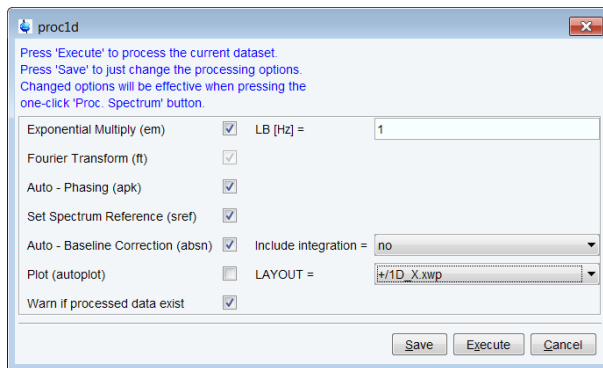 proc1d
Press 'Execute' to process the current dataset.
Press 'Save' to just change the processing options.
Changed options will be effective when pressing the
one-click 'Proc. Spectrum' button.
Exponential Multiply (em) LB [Hz] = 1
Fourier Transform (ft)
Auto - Phasing (apk)
Set Spectrum Reference (sref)
Auto - Baseline Correction (absn) Include integration = no
Plot (autoplot) LAYOUT = +/1D_X.xwp
Warn if processed data exist
Save Execute Cancel